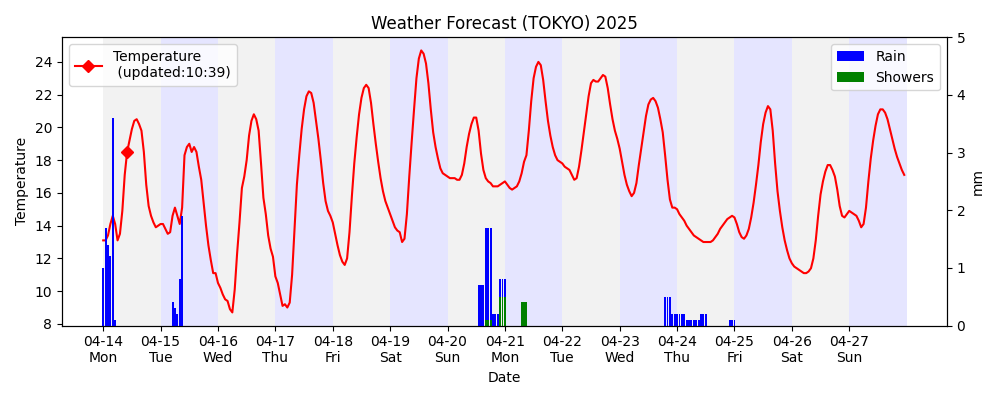 Weather Forecast (TOKYO) 2025
Temperature
(updated:10:39)
Rain
Showers
Temperature
24
22
20
18
16
14
12
10
8
5
4
3
2
1
0
mm
04-14 04-15 04-16 04-17 04-18 04-19 04-20 04-21 04-22 04-23 04-24 04-25 04-26 04-27
Mon Tue Wed Thu Fri Sat Sun Mon Tue Wed Thu Fri Sat Sun
Date